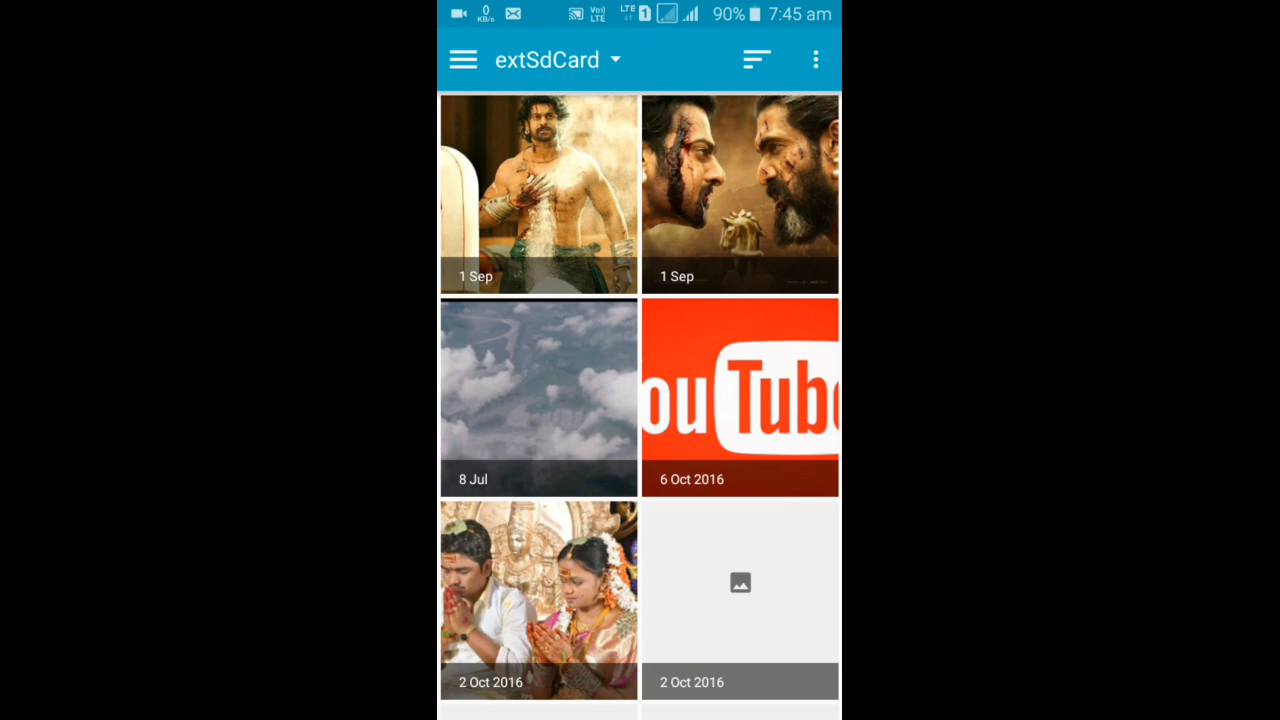 0
KB/s
Vo))
LTE
LTE
1
90%
7:45 am
extSdCard
1 Sep
1 Sep
8 Jul
ouTub
6 Oct 2016
2 Oct 2016
2 Oct 2016